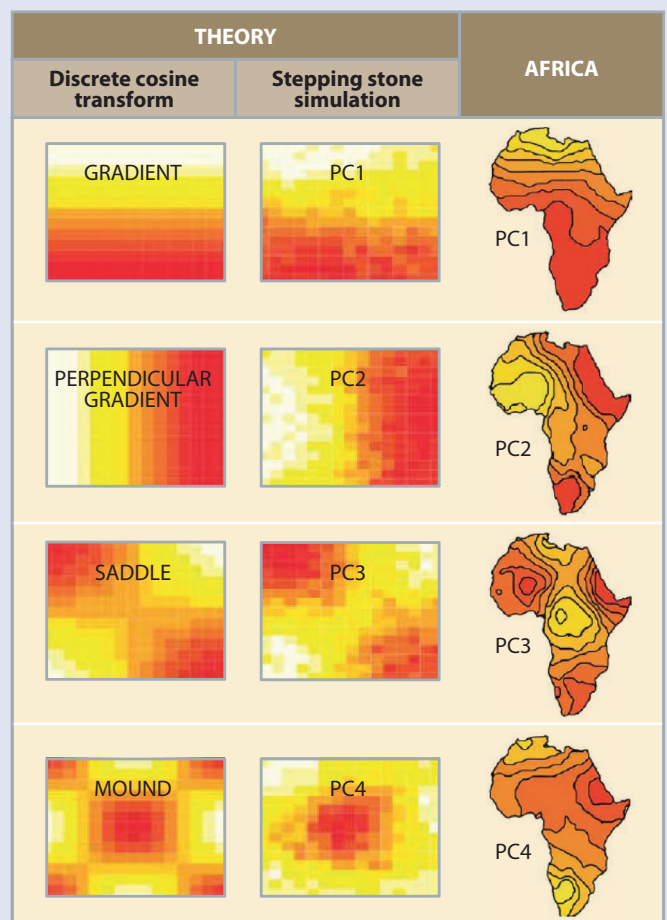 THEORY
AFRICA
Discrete cosine
transform
Stepping stone
simulation
GRADIENT
PC1
PC1
PERPENDICULAR
GRADIENT
PC2
PC2
SADDLE
PC3
PC3
MOUND
PC4
PC4